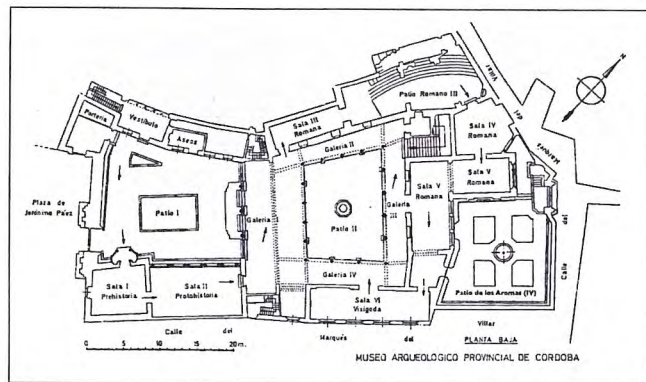 N
Villar
del
Marqués
Patio Romano III
Sala III
Romana
Sala IV
Romana
Portería
Vestíbulo
Aseos
Galería II
Sala V
Romana
Sala V
Romana
Plaza de
Jerónimo Páez
Patio I
Galería I
Patio II
Galería
III
Calle del
Galería IV
Sala I
Prehistoria
Sala II
Protohistoria
Sala VI
Visigoda
Patio de los Aromas (IV)
Calle del
Marqués del
Villar
0 5 10 15 20 m.
PLANTA BAJA
MUSEO ARQUEOLOGICO PROVINCIAL DE CORDOBA